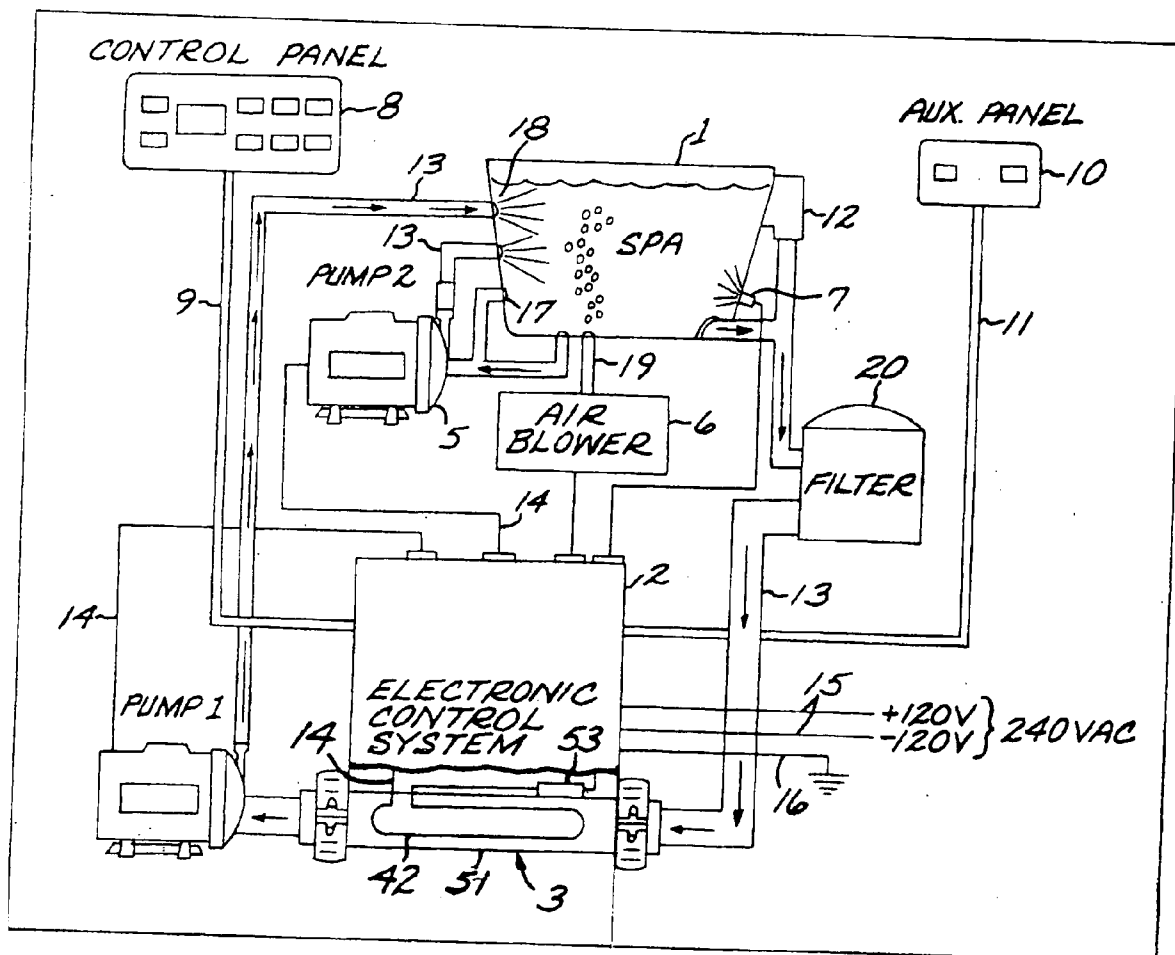 CONTROL PANEL
8
18
1
AUX. PANEL
10
13
12
SPA
13
PUMP 2
17
7
9
11
19
20
5
AIR
BLOWER
6
FILTER
14
2
13
14
ELECTRONIC
CONTROL
SYSTEM
15
+120V
-120V
240VAC
PUMP 1
14
53
16
42
51
3